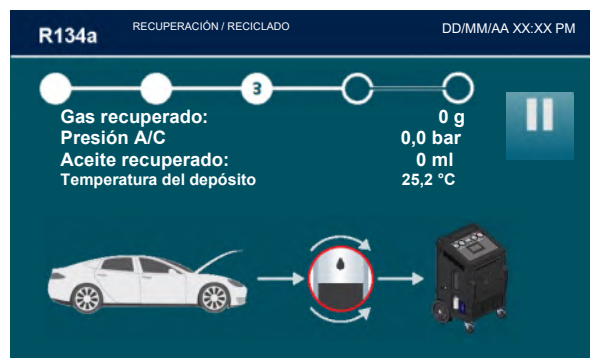 R134a RECUPERACIÓN / RECICLADO DD/MM/AA XX:XX PM
3
Gas recuperado: 0 g
Presión A/C 0,0 bar
Aceite recuperado: 0 ml
Temperatura del depósito 25,2 °C